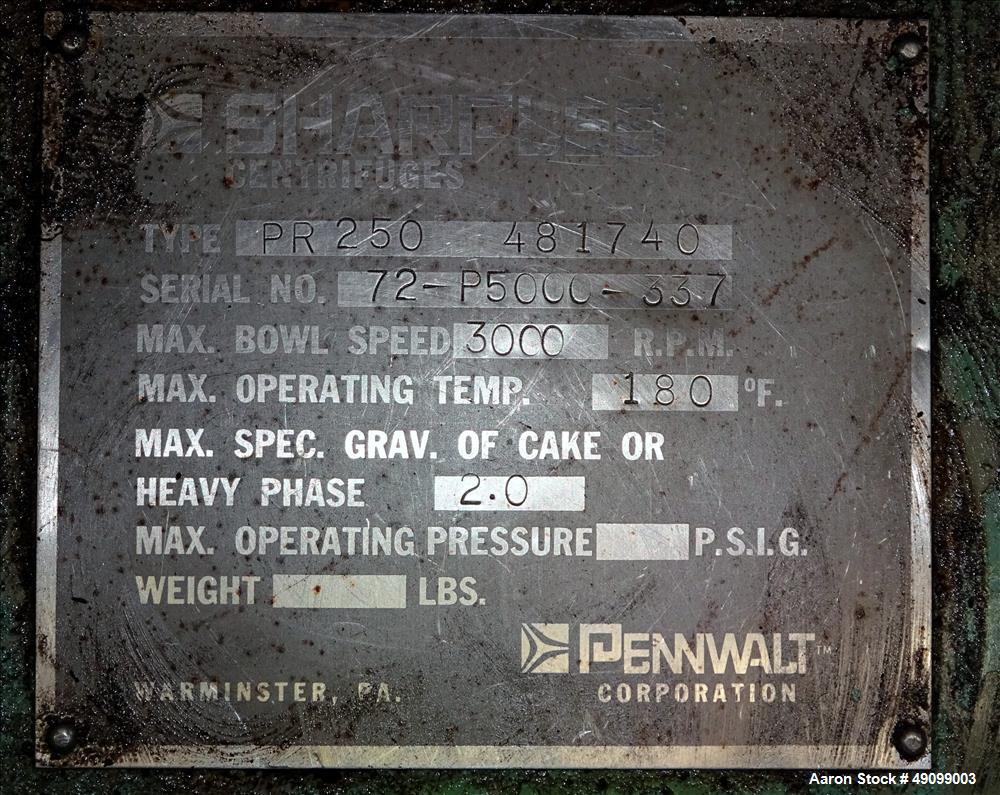 SHARPLES
CENTRIFUGES
TYPE PR 250 481740
SERIAL NO. 72-P5000-337
MAX. BOWL SPEED 3000 R.P.M.
MAX. OPERATING TEMP. 180 °F.
MAX. SPEC. GRAV. OF CAKE OR
HEAVY PHASE 2.0
MAX. OPERATING PRESSURE P.S.I.G.
WEIGHT LBS.
PENNWALT™
WARMINSTER, PA. CORPORATION
Aaron Stock # 49099003